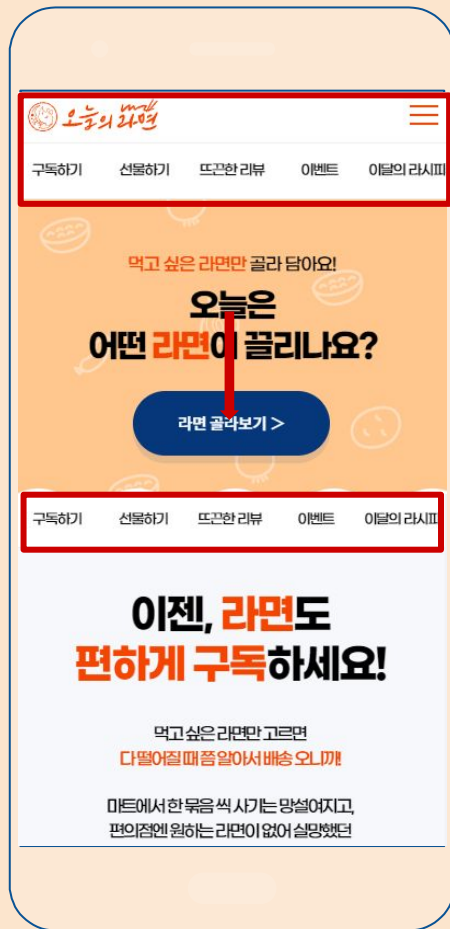 오늘의 라면
구독하기 선물하기 뜨끈한 리뷰 이벤트 이달의 라시피
먹고 싶은 라면만 골라 담아요!
오늘은
어떤 라면이 끌리나요?
라면 골라보기 >
구독하기 선물하기 뜨끈한 리뷰 이벤트 이달의 라시피
이젠, 라면도
편하게 구독하세요!
먹고 싶은 라면만 고르면
다 떨어질 때 쯤 알아서 배송 오니까!
마트에서 한 묶음 씩 사기는 망설여지고,
편의점엔 원하는 라면이 없어 실망했던